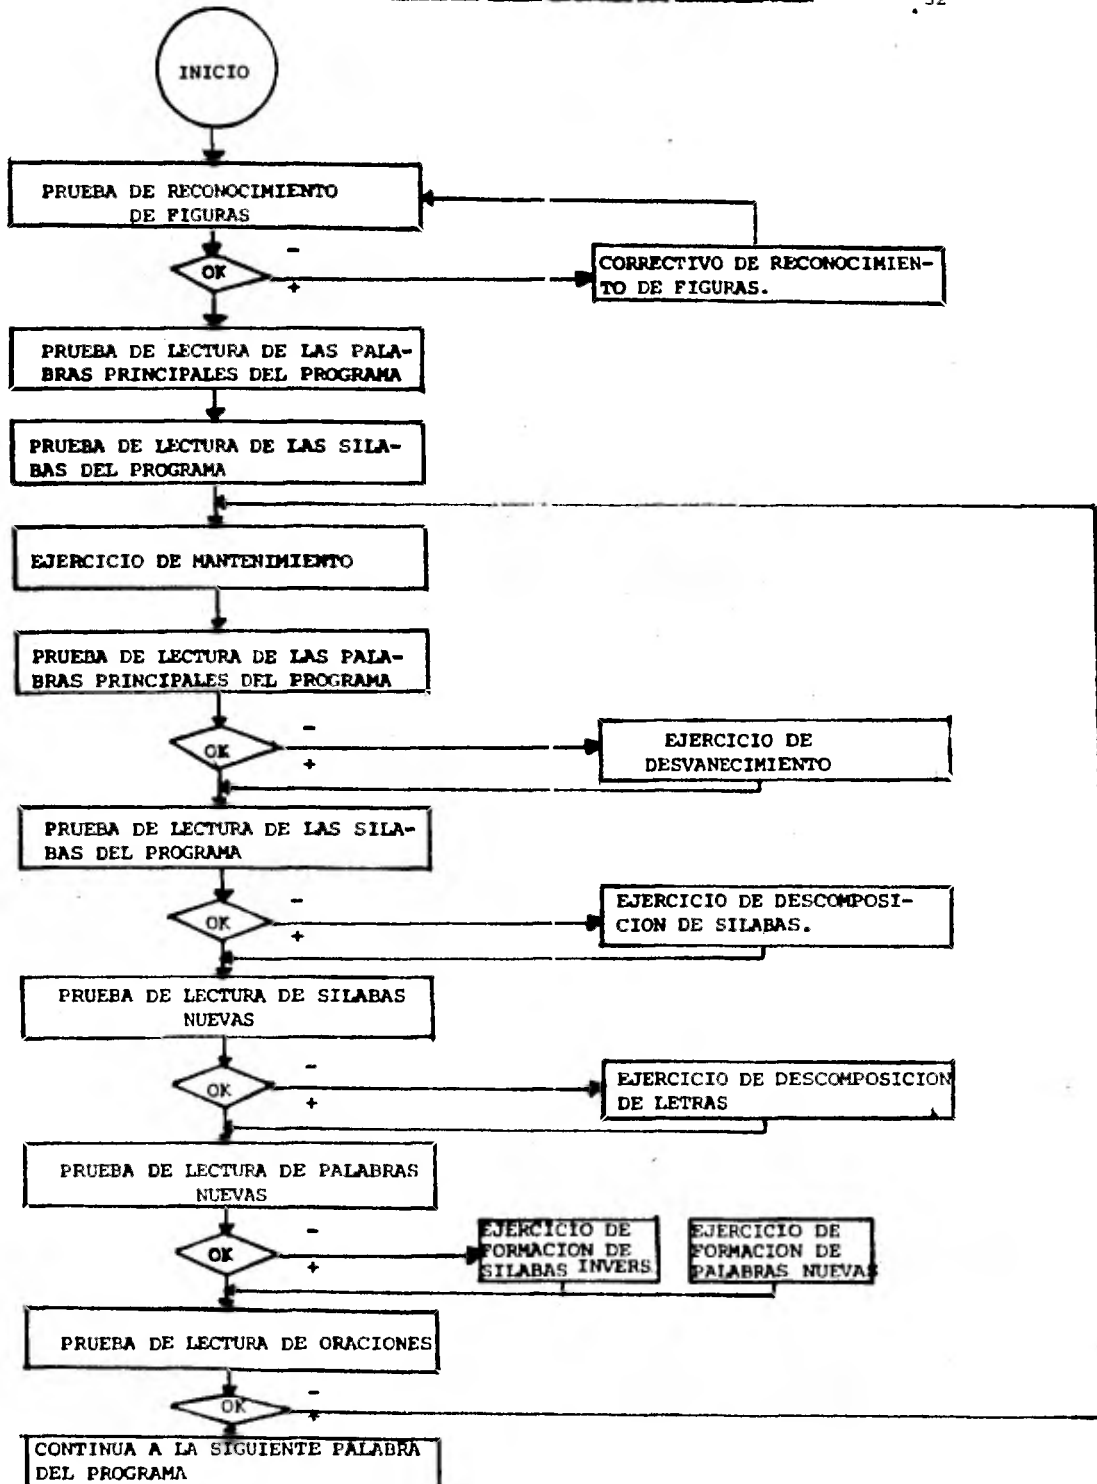 32
INICIO
PRUEBA DE RECONOCIMIENTO
DE FIGURAS
OK
-
+
CORRECTIVO DE RECONOCIMIEN-
TO DE FIGURAS.
PRUEBA DE LECTURA DE LAS PALA-
BRAS PRINCIPALES DEL PROGRAMA
PRUEBA DE LECTURA DE LAS SILA-
BAS DEL PROGRAMA
EJERCICIO DE MANTENIMIENTO
PRUEBA DE LECTURA DE LAS PALA-
BRAS PRINCIPALES DEL PROGRAMA
OK
-
+
EJERCICIO DE
DESVANECIMIENTO
PRUEBA DE LECTURA DE LAS SILA-
BAS DEL PROGRAMA
OK
-
+
EJERCICIO DE DESCOMPOSI-
CION DE SILABAS.
PRUEBA DE LECTURA DE SILABAS
NUEVAS
OK
-
+
EJERCICIO DE DESCOMPOSICION
DE LETRAS
PRUEBA DE LECTURA DE PALABRAS
NUEVAS
OK
-
+
EJERCICIO DE
FORMACION DE
SILABAS INVERS.
EJERCICIO DE
FORMACION DE
PALABRAS NUEVAS
PRUEBA DE LECTURA DE ORACIONES
OK
-
+
CONTINUA A LA SIGUIENTE PALABRA
DEL PROGRAMA